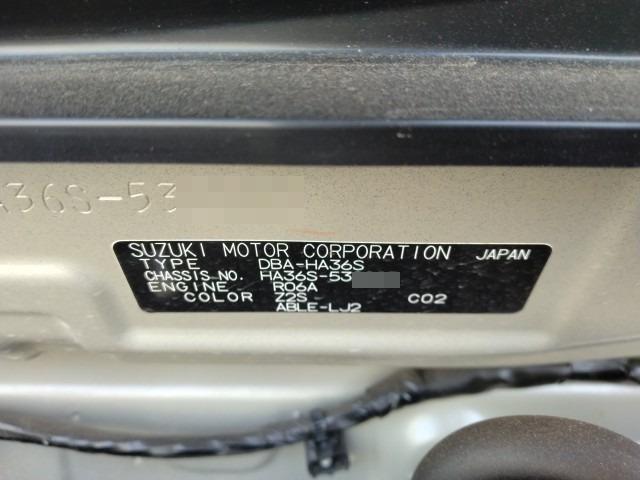 A36S-53
SUZUKI MOTOR CORPORATION JAPAN
TYPE DBA-HA36S
CHASSIS NO. HA36S-53
ENGINE R06A
COLOR Z2S C02
ABLE-LJ2